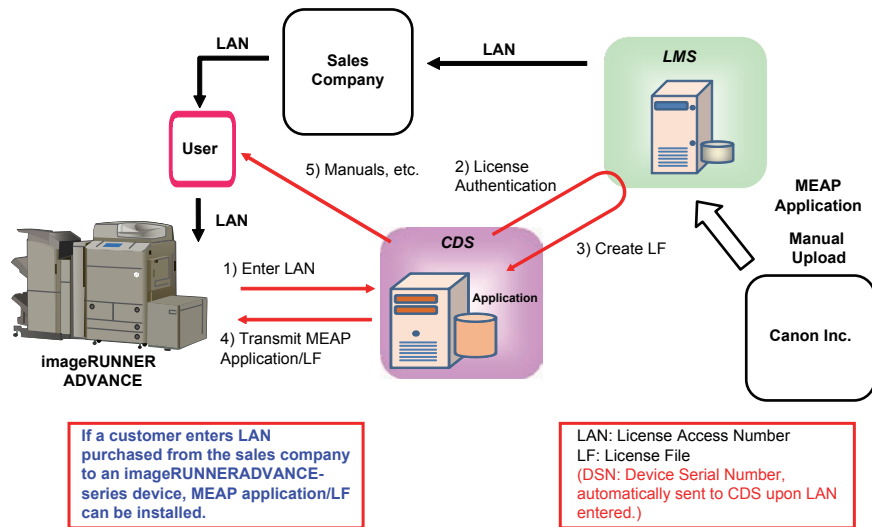 LAN
Sales
Company
LAN
LMS
User
5) Manuals, etc.
2) License
Authentication
MEAP
Application
Manual
Upload
LAN
CDS
3) Create LF
1) Enter LAN
Application
4) Transmit MEAP
Application/LF
Canon Inc.
imageRUNNER
ADVANCE
If a customer enters LAN
purchased from the sales company
to an imageRUNNERADVANCE-
series device, MEAP application/LF
can be installed.
LAN: License Access Number
LF: License File
(DSN: Device Serial Number,
automatically sent to CDS upon LAN
entered.)